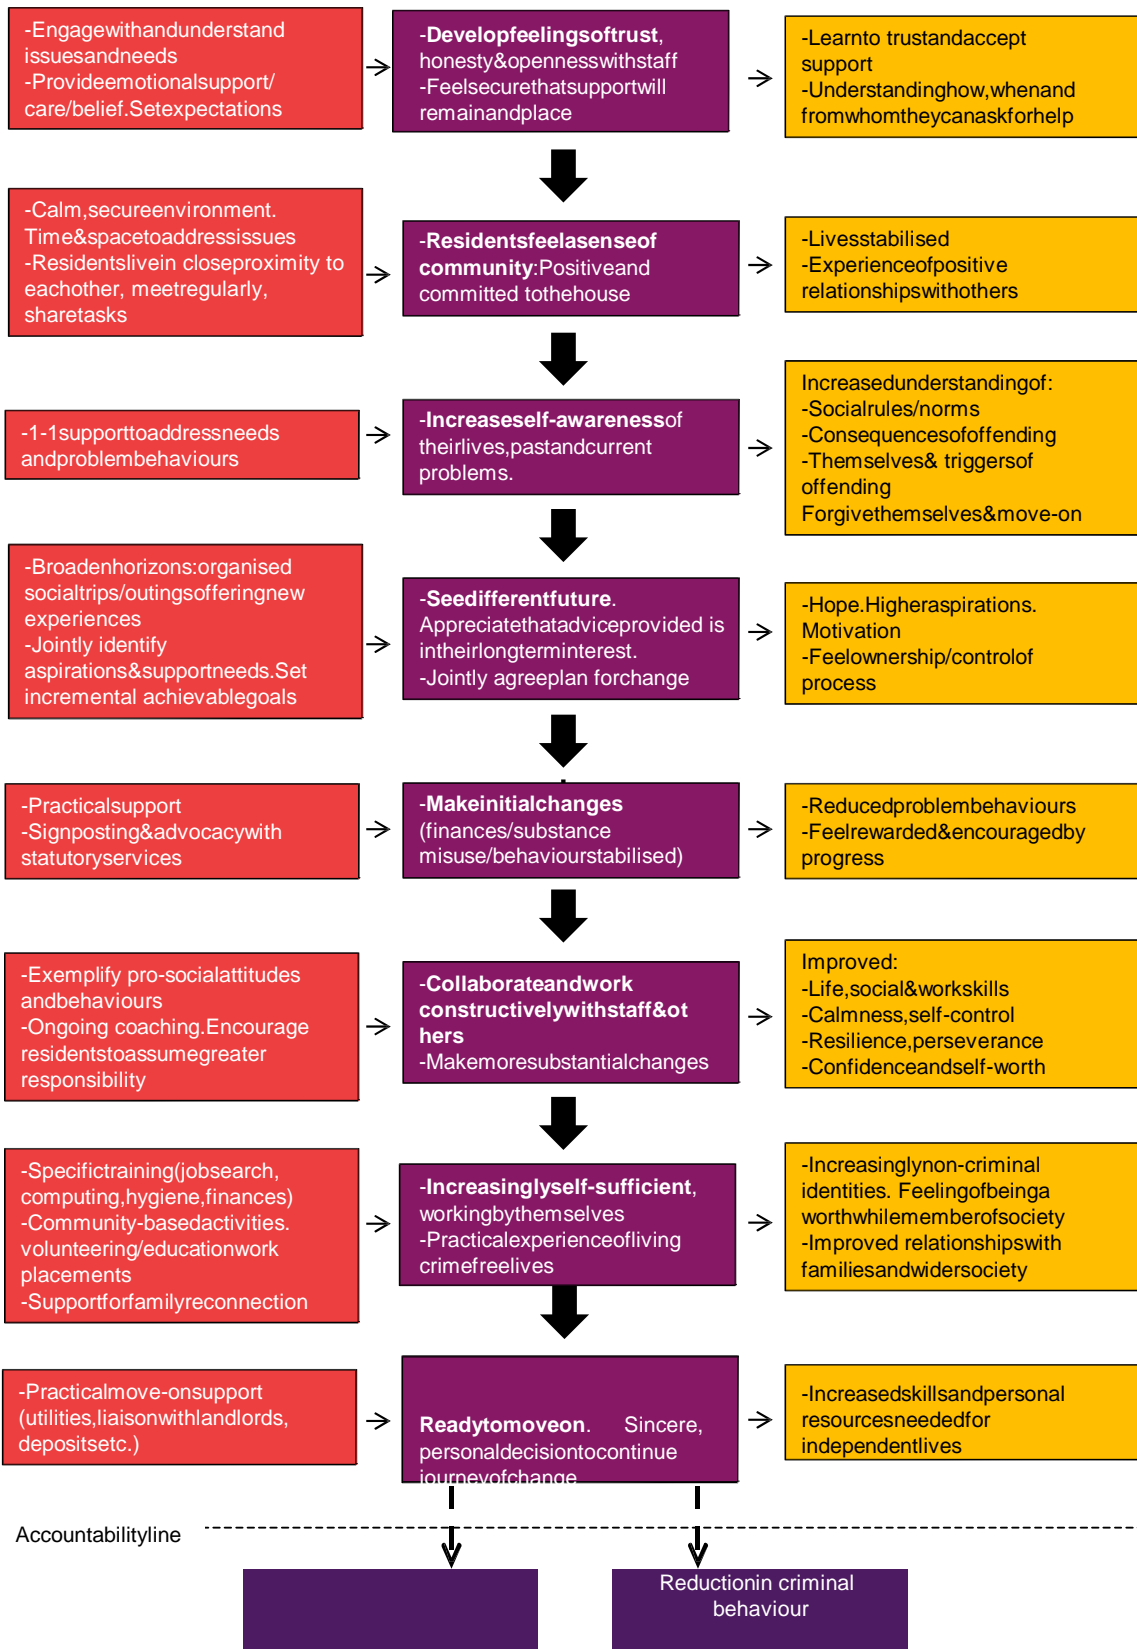 -Engagewithandunderstand
issuesandneeds
-Provideemotionalsupport/
care/belief.Setexpectations
-Developfeelingsoftrust,
honesty&opennesswithstaff
-Feelsecurethatsupportwill
remainandplace
-Learnto trustandaccept
support
-Understandinghow,whenand
fromwhomtheycanaskforhelp
-Calm,secureenvironment.
Time&spacetoaddressissues
-Residentslivein closeproximity to
eachother, meetregularly,
sharetasks
-Residentsfeelasenseof
community:Positiveand
committed tothehouse
-Livesstabilised
-Experienceofpositive
relationshipswithothers
-1-1supporttoaddressneeds
andproblembehaviours
-Increaseself-awarenessof
theirlives,pastandcurrent
problems.
Increasedunderstandingof:
-Socialrules/norms
-Consequencesofoffending
-Themselves& triggersof
offending
Forgivethemselves&move-on
-Broadenhorizons:organised
socialtrips/outingsofferingnew
experiences
-Jointly identify
aspirations&supportneeds.Set
incremental achievablegoals
-Seedifferentfuture.
Appreciatethatadviceprovided is
intheirlongterminterest.
-Jointly agreeplan forchange
-Hope.Higheraspirations.
Motivation
-Feelownership/controlof
process
-Practicalsupport
-Signposting&advocacywith
statutoryservices
-Makeinitialchanges
(finances/substance
misuse/behaviourstabilised)
-Reducedproblembehaviours
-Feelrewarded&encouragedby
progress
-Exemplify pro-socialattitudes
andbehaviours
-Ongoing coaching.Encourage
residentstoassumegreater
responsibility
-Collaborateandwork
constructivelywithstaff&ot
hers
-Makemoresubstantialchanges
Improved:
-Life,social&workskills
-Calmness,self-control
-Resilience,perseverance
-Confidenceandself-worth
-Specifictraining(jobsearch,
computing,hygiene,finances)
-Community-basedactivities.
volunteering/educationwork
placements
-Supportforfamilyreconnection
-Increasinglyself-sufficient,
workingbythemselves
-Practicalexperienceofliving
crimefreelives
-Increasinglynon-criminal
identities. Feelingofbeinga
worthwhilememberofsociety
-Improved relationshipswith
familiesandwidersociety
-Practicalmove-onsupport
(utilities,liaisonwithlandlords,
depositsetc.)
Readytomoveon. Sincere,
personaldecisiontocontinue
journeyofchange
-Increasedskillsandpersonal
resourcesneededfor
independentlives
Accountabilityline
Reductionin criminal
behaviour